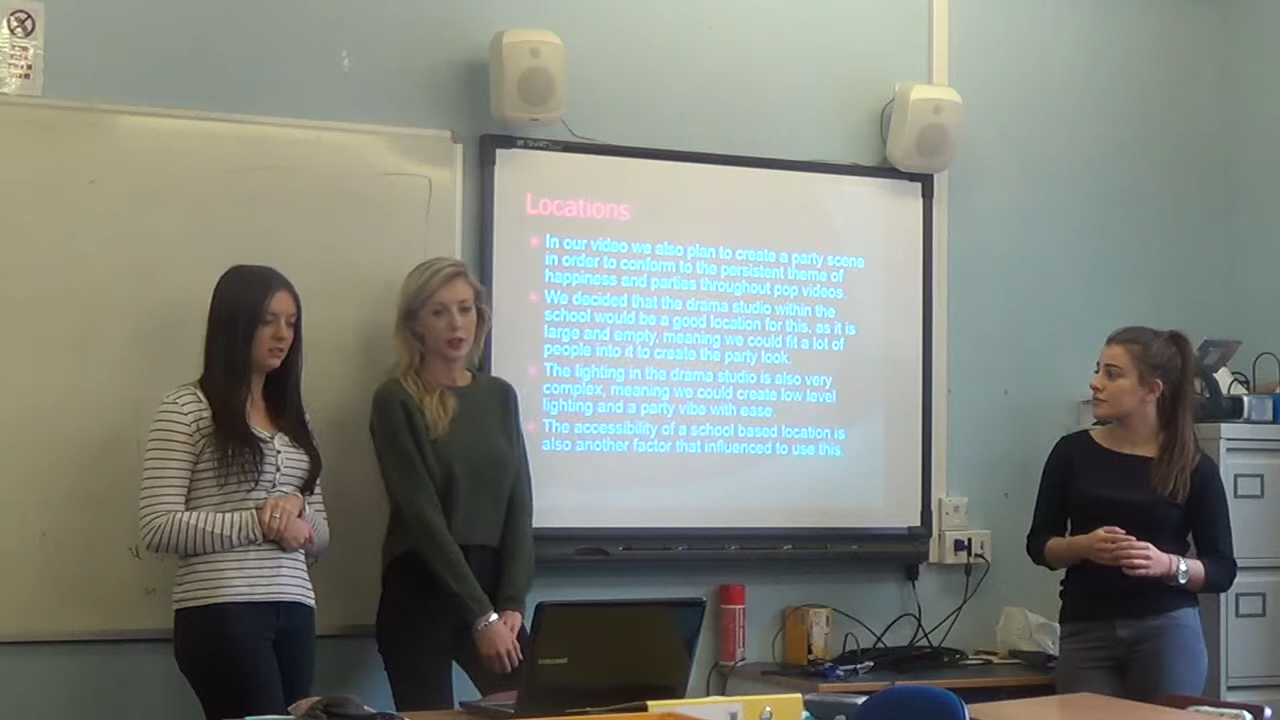 SMART
Locations
In our video we also plan to create a party scene
in order to conform to the persistent theme of
happiness and parties throughout pop videos.
We decided that the drama studio within the
school would be a good location for this, as it is
large and empty, meaning we could fit a lot of
people into it to create the party look.
The lighting in the drama studio is also very
complex, meaning we could create low level
lighting and a party vibe with ease.
The accessibility of a school based location is
also another factor that influenced to use this.
SAMSUNG